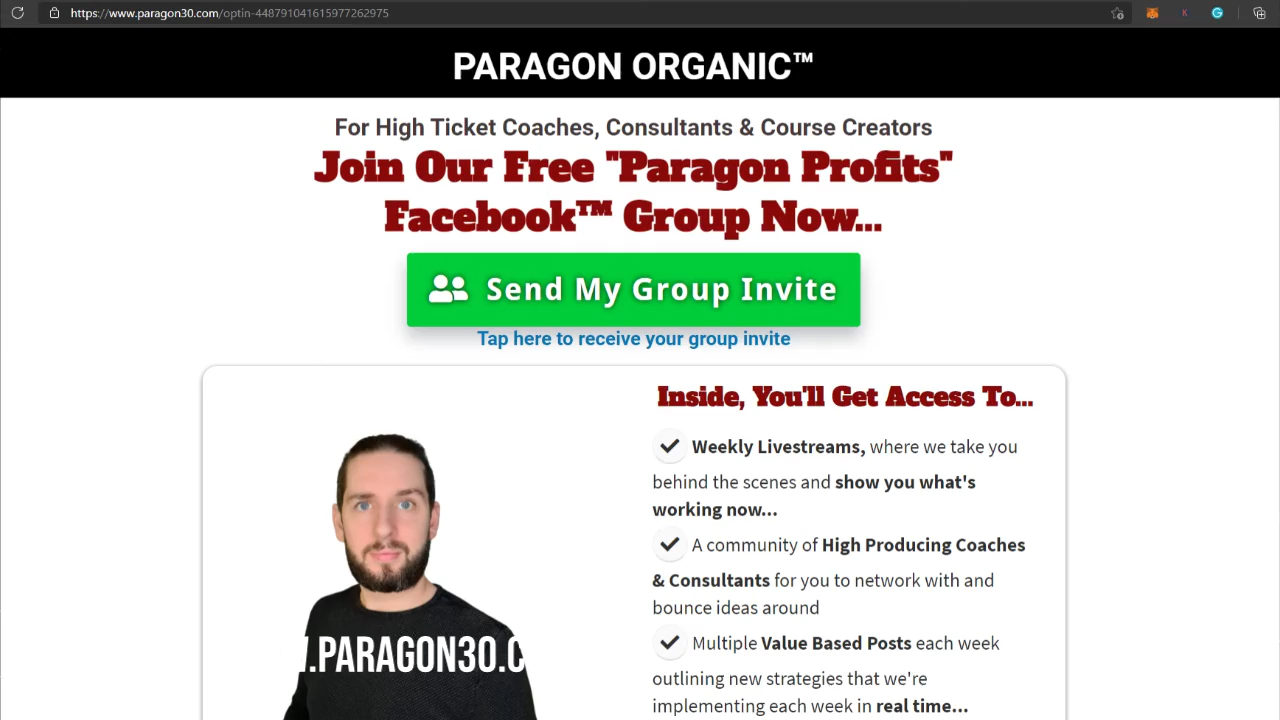 https://www.paragon30.com/optin-448791041615977262975
PARAGON ORGANIC™
For High Ticket Coaches, Consultants & Course Creators
Join Our Free "Paragon Profits"
Facebook™ Group Now...
Send My Group Invite
Tap here to receive your group invite
Inside, You'll Get Access To...
Weekly Livestreams, where we take you
behind the scenes and show you what's
working now...
A community of High Producing Coaches
& Consultants for you to network with and
bounce ideas around
Multiple Value Based Posts each week
outlining new strategies that we're
implementing each week in real time...
W.PARAGON30.C